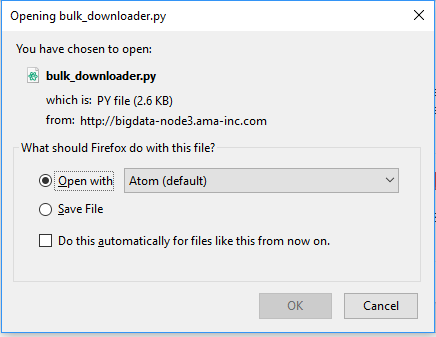 Opening bulk_downloader.py
You have chosen to open:
bulk_downloader.py
which is: PY file (2.6 KB)
from: http://bigdata-node3.ama-inc.com
What should Firefox do with this file?
Open with Atom (default)
Save File
Do this automatically for files like this from now on.
OK Cancel